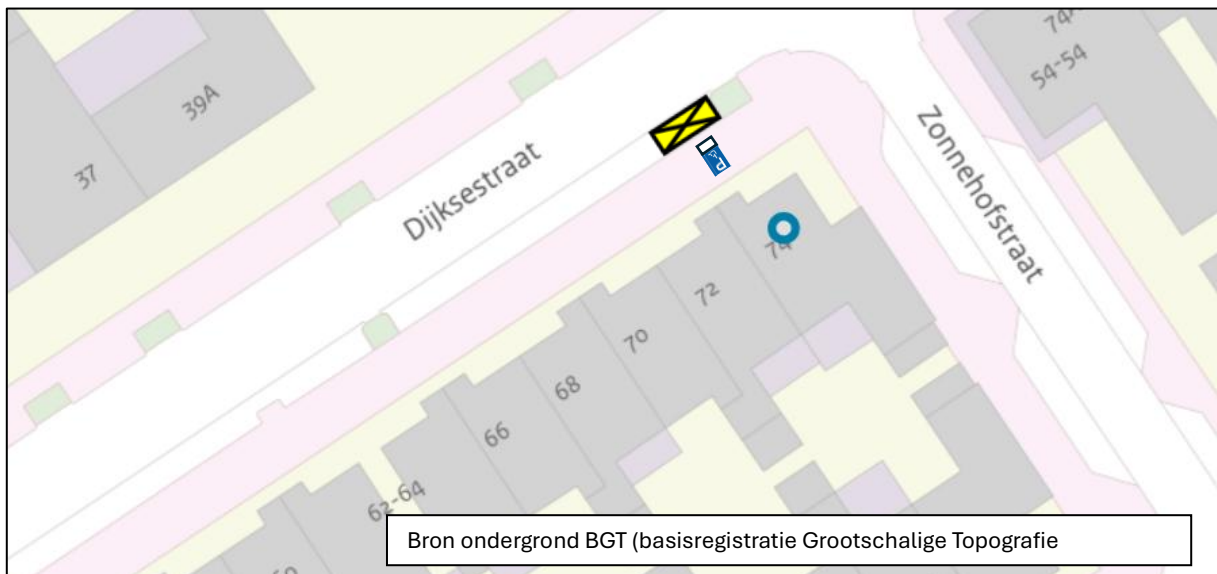 74A
54-54
39A
37
Dijksestraat
Zonnehofstraat
74
72
70
68
66
62-64
Bron ondergrond BGT (basisregistratie Grootschalige Topografie